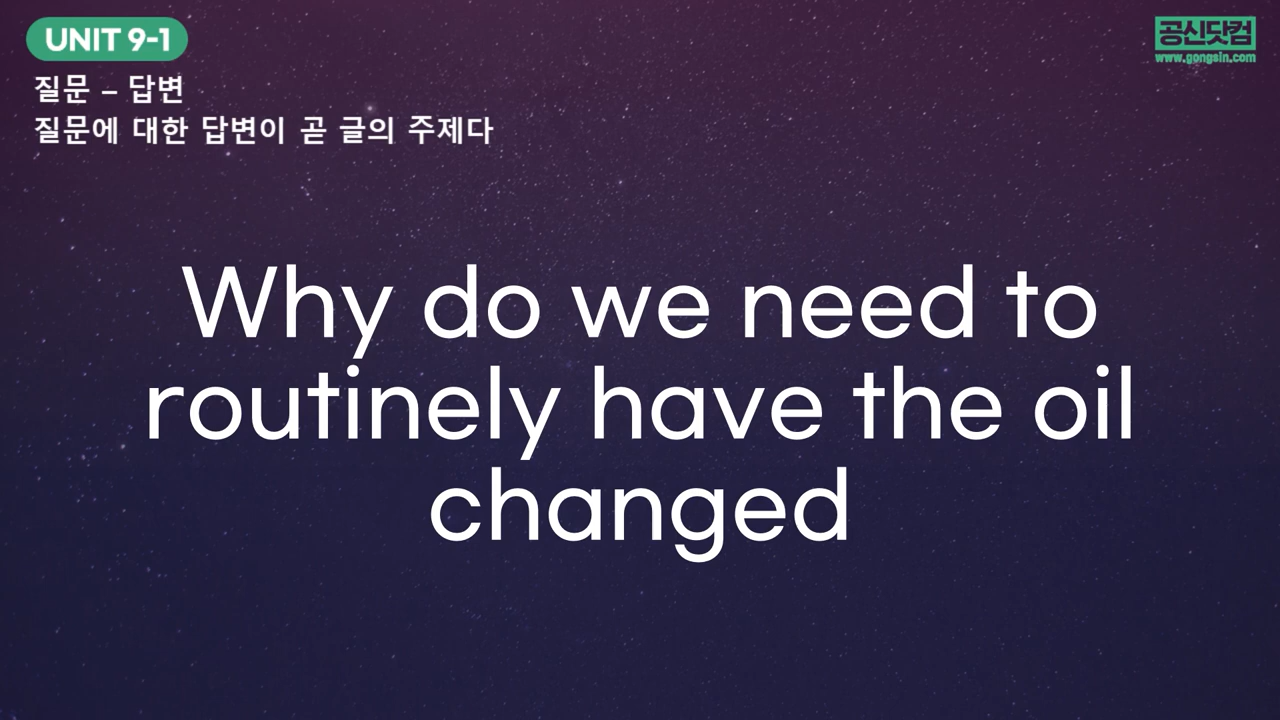 UNIT 9-1
공신닷컴
www.gongsin.com
질문 – 답변
질문에 대한 답변이 곧 글의 주제다
Why do we need to
routinely have the oil
changed